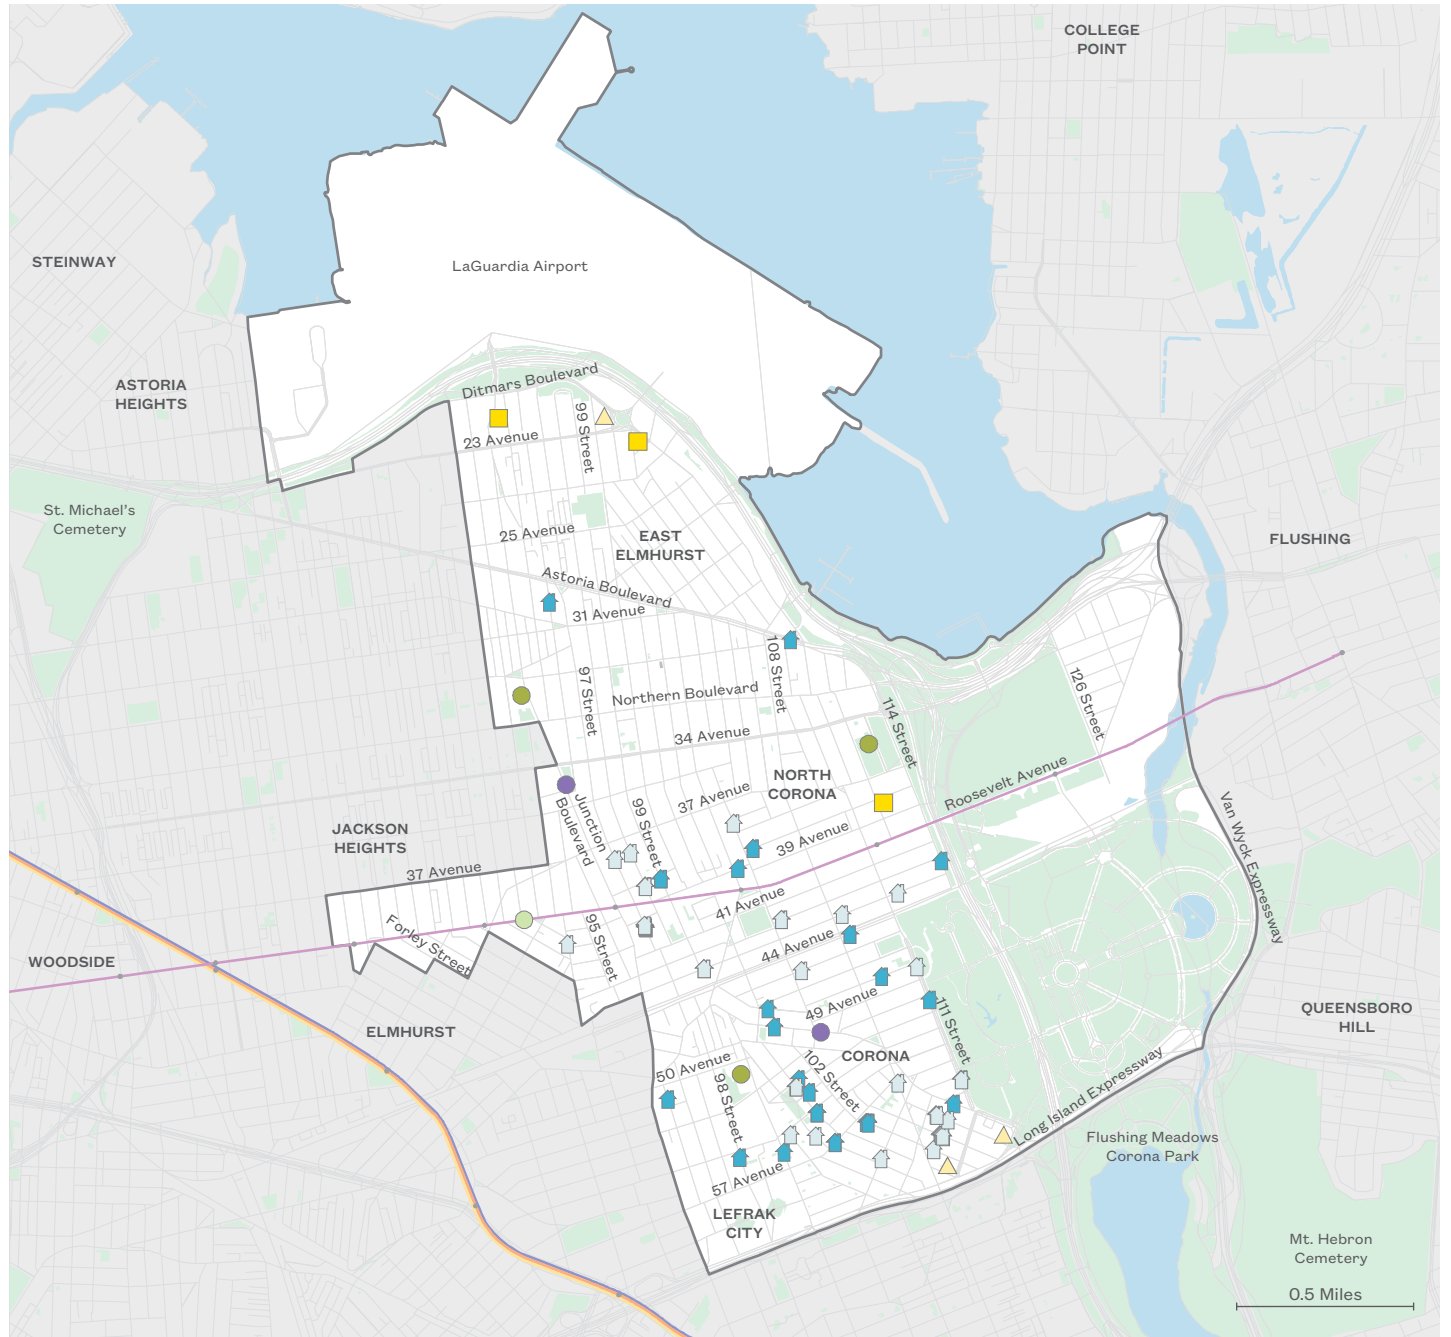 COLLEGE
POINT
STEINWAY
LaGuardia Airport
ASTORIA
HEIGHTS
Ditmars Boulevard
99 Street
23 Avenue
St. Michael's
Cemetery
25 Avenue
EAST
ELMHURST
FLUSHING
Astoria Boulevard
31 Avenue
108 Street
97 Street
Northern Boulevard
126 Street
114 Street
34 Avenue
NORTH
CORONA
Roosevelt Avenue
37 Avenue
Junction
Boulevard
99 Street
39 Avenue
Van Wyck Expressway
JACKSON
HEIGHTS
37 Avenue
41 Avenue
Forley Street
95 Street
44 Avenue
WOODSIDE
49 Avenue
111 Street
ELMHURST
QUEENSBORO
HILL
50 Avenue
102 Street
CORONA
98 Street
Long Island Expressway
Flushing Meadows
Corona Park
57 Avenue
LEFRAK
CITY
Mt. Hebron
Cemetery
0.5 Miles